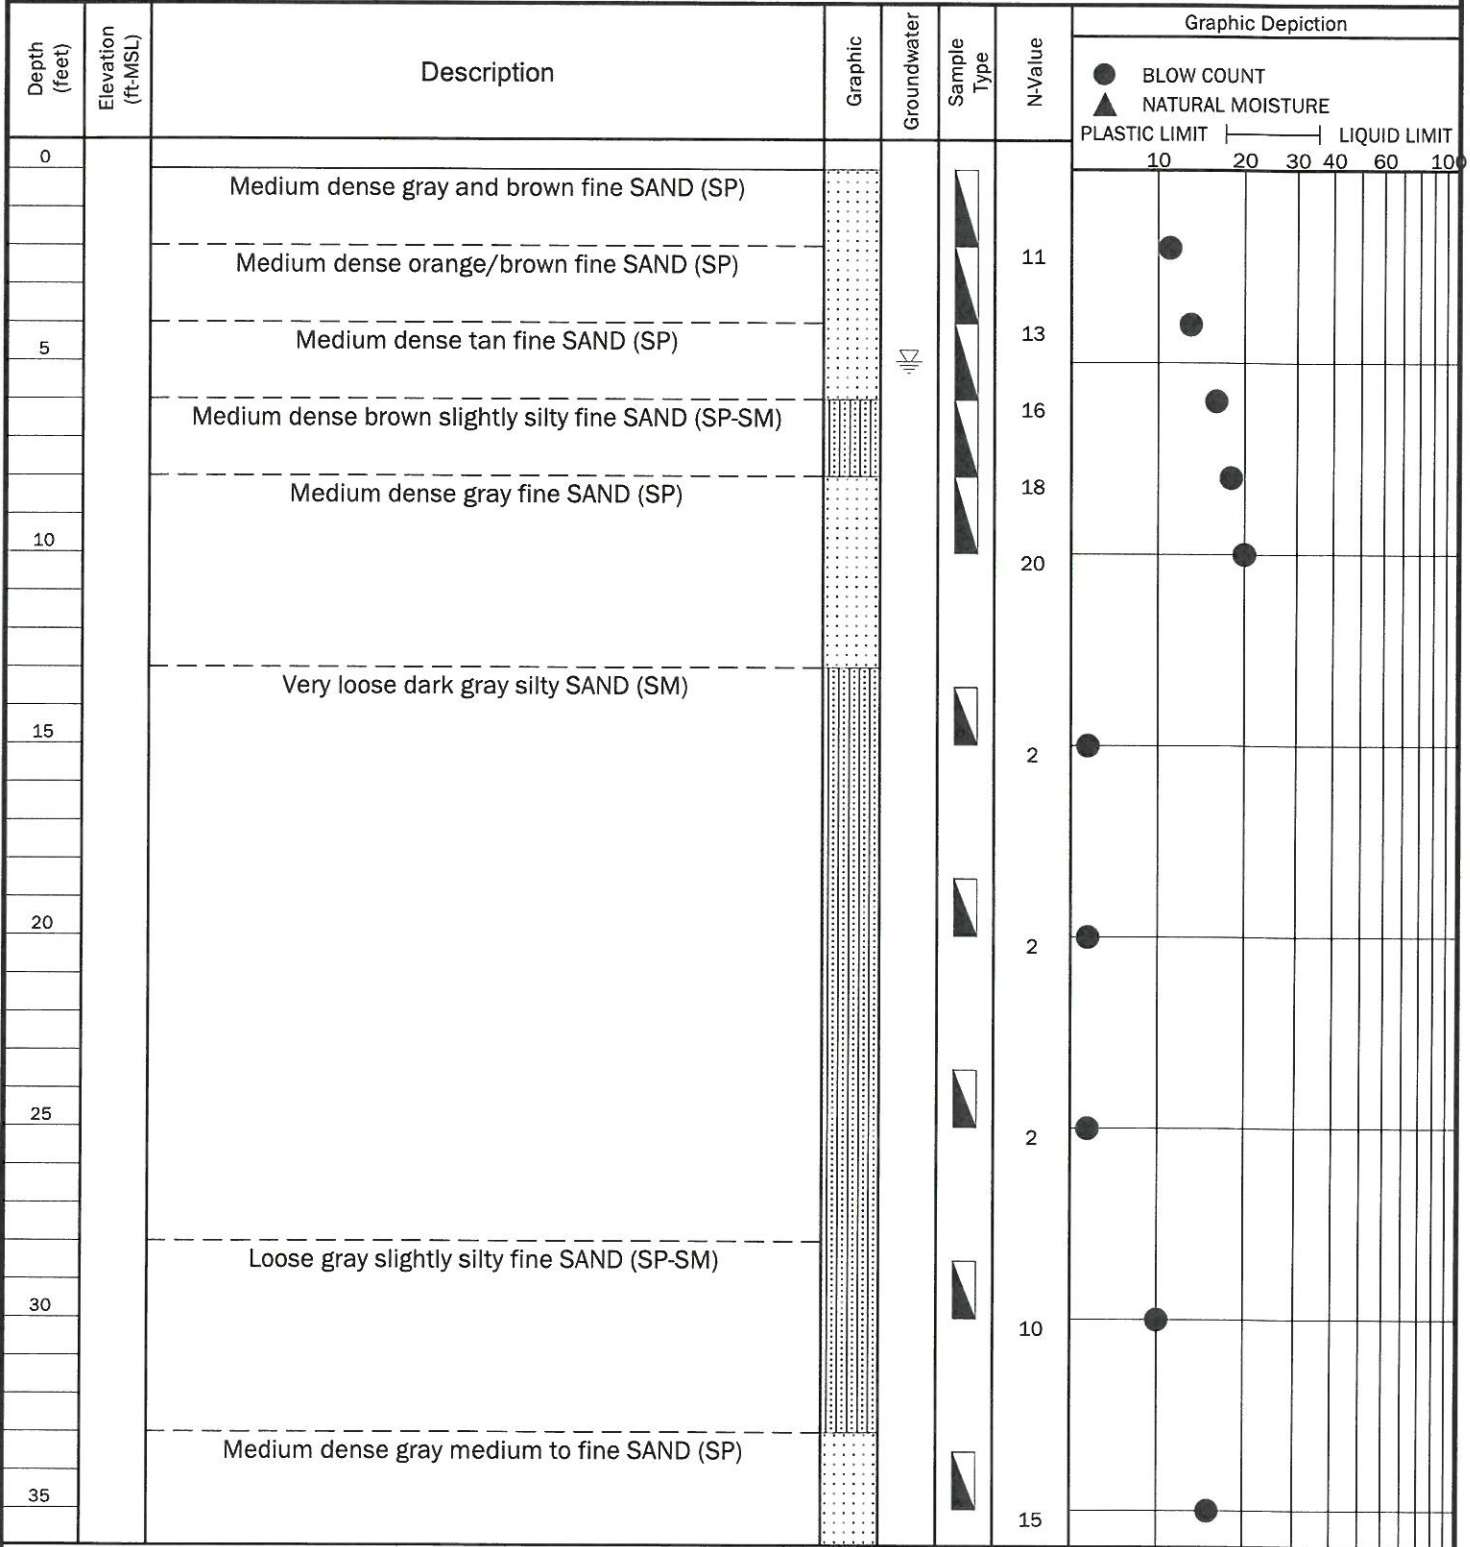 Depth
(feet)
Elevation
(ft-MSL)
Description
Graphic
Groundwater
Sample
Type
N-Value
Graphic Depiction
BLOW COUNT
NATURAL MOISTURE
PLASTIC LIMIT LIQUID LIMIT
10 20 30 40 60 100
0
Medium dense gray and brown fine SAND (SP)
11
Medium dense orange/brown fine SAND (SP)
13
Medium dense tan fine SAND (SP)
5
16
Medium dense brown slightly silty fine SAND (SP-SM)
18
Medium dense gray fine SAND (SP)
10
20
Very loose dark gray silty SAND (SM)
15
2
20
2
25
2
Loose gray slightly silty fine SAND (SP-SM)
30
10
Medium dense gray medium to fine SAND (SP)
35
15